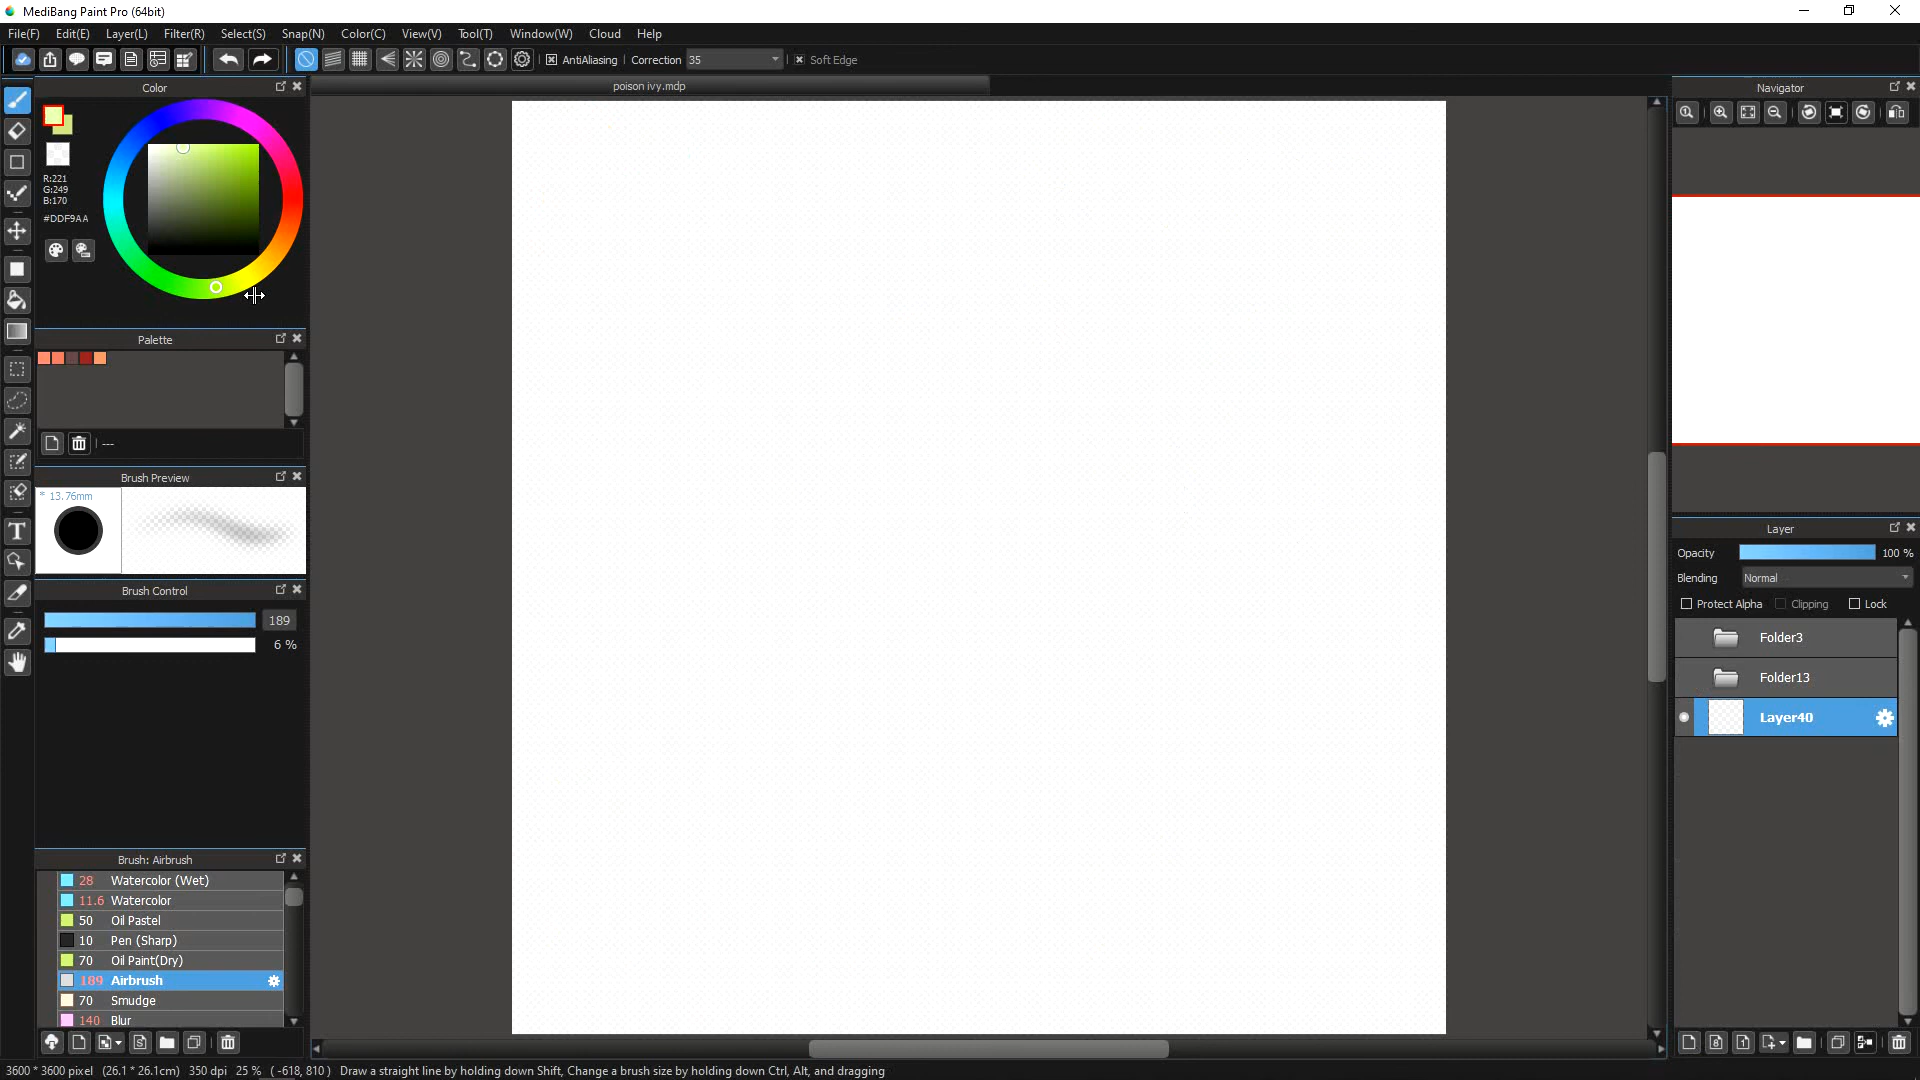 MediBang Paint Pro (64bit)
File(F) Edit(E) Layer(L) Filter(R) Select(S) Snap(N) Color(C) View(V) Tool(T) Window(W) Cloud Help
AntiAliasing Correction 35 Soft Edge
Color
poison ivy.mdp
Navigator
R:221
G:249
B:170
#DDF9AA
Palette
---
Brush Preview
* 13.76mm
Brush Control
189
6 %
Layer
Opacity 100 %
Blending Normal
Protect Alpha Clipping Lock
Folder3
Folder13
Layer40
Brush: Airbrush
28 Watercolor (Wet)
11.6 Watercolor
50 Oil Pastel
10 Pen (Sharp)
70 Oil Paint(Dry)
189 Airbrush
70 Smudge
140 Blur
3600 * 3600 pixel (26.1 * 26.1cm) 350 dpi 25 % ( -618, 810 ) Draw a straight line by holding down Shift, Change a brush size by holding down Ctrl, Alt, and dragging